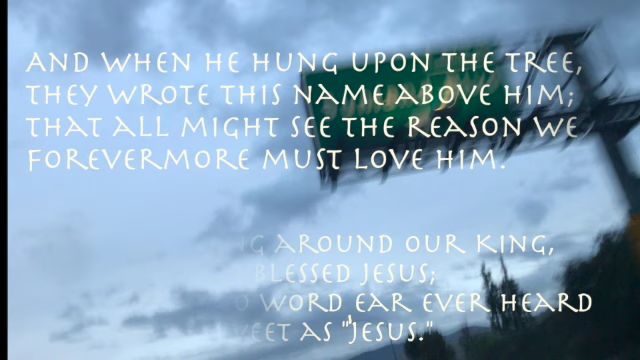 AND WHEN HE HUNG UPON THE TREE,
THEY WROTE THIS NAME ABOVE HIM;
THAT ALL MIGHT SEE THE REASON WE
FOREVERMORE MUST LOVE HIM.
AROUND OUR KING,
BLESSED JESUS;
WORD EAR EVER HEARD
AS "JESUS."